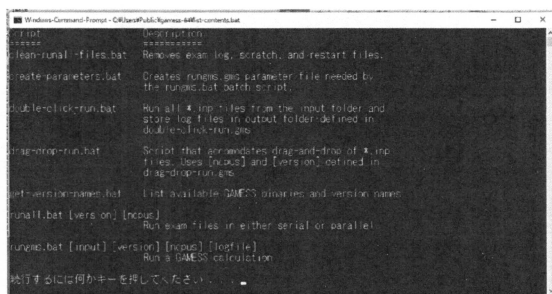 Windows-Command-Prompt - C:¥Users¥Public¥gamess-64¥list-contents.bat
Script Description
====== ===========
clean-runall-files.bat Removes exam log, scratch, and restart files.
create-parameters.bat Creates rungms.gms parameter file needed by
the rungms.bat batch script.
double-click-run.bat Run all *.inp files from the input folder and
store log files in output folder defined in
double-click-run.gms
drag-drop-run.bat Script that accomodates drag-and-drop of *.inp
files. Uses [ncpus] and [version] defined in
drag-drop-run.gms
get-version-names.bat List available GAMESS binaries and version names
runall.bat [version] [ncpus]
Run exam files in either serial or parallel
rungms.bat [input] [version] [ncpus] [logfile]
Run a GAMESS calculation
続行するには何かキーを押してください . . .